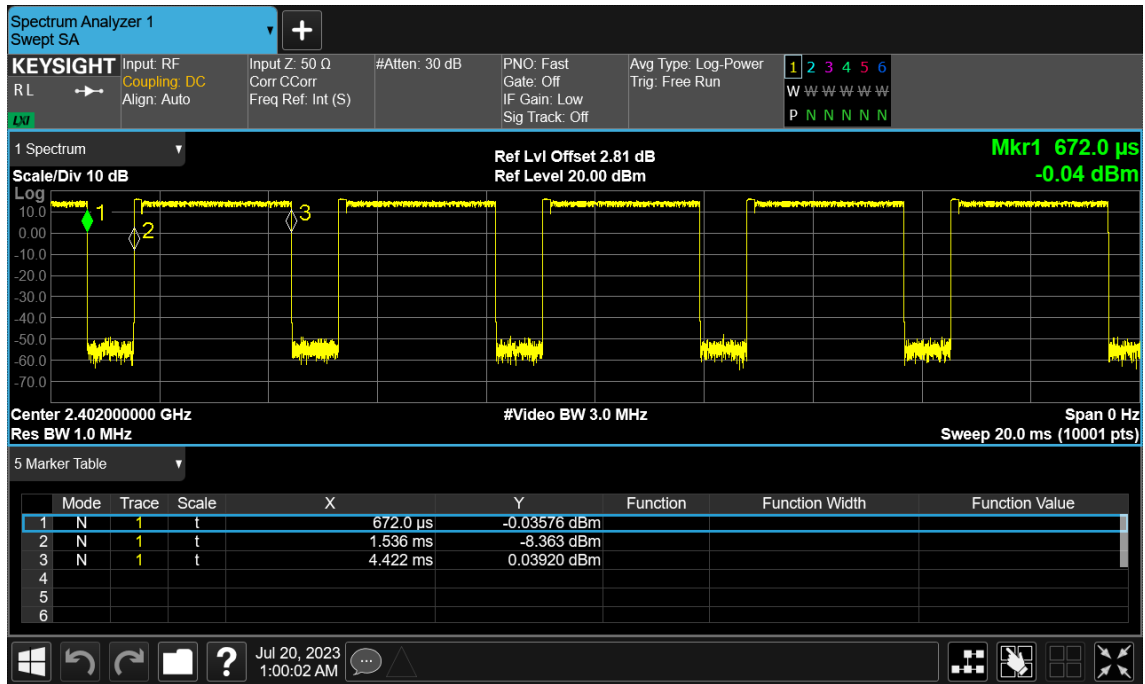 Spectrum Analyzer 1
Swept SA
KEYSIGHT
R L
LXI
Input: RF
Coupling: DC
Align: Auto
Input Z: 50 Ω
Corr CCorr
Freq Ref: Int (S)
#Atten: 30 dB
PNO: Fast
Gate: Off
IF Gain: Low
Sig Track: Off
Avg Type: Log-Power
Trig: Free Run
1 2 3 4 5 6
W W W W W W
P N N N N N
1 Spectrum
Scale/Div 10 dB
Ref Lvl Offset 2.81 dB
Ref Level 20.00 dBm
Mkr1 672.0 µs
-0.04 dBm
Log
10.0
0.00
-10.0
-20.0
-30.0
-40.0
-50.0
-60.0
-70.0
1
2
3
Center 2.402000000 GHz
#Video BW 3.0 MHz
Span 0 Hz
Res BW 1.0 MHz
Sweep 20.0 ms (10001 pts)
5 Marker Table
Mode Trace Scale X Y Function Function Width Function Value
1 N 1 t 672.0 µs -0.03576 dBm
2 N 1 t 1.536 ms -8.363 dBm
3 N 1 t 4.422 ms 0.03920 dBm
4
5
6
?
Jul 20, 2023
1:00:02 AM